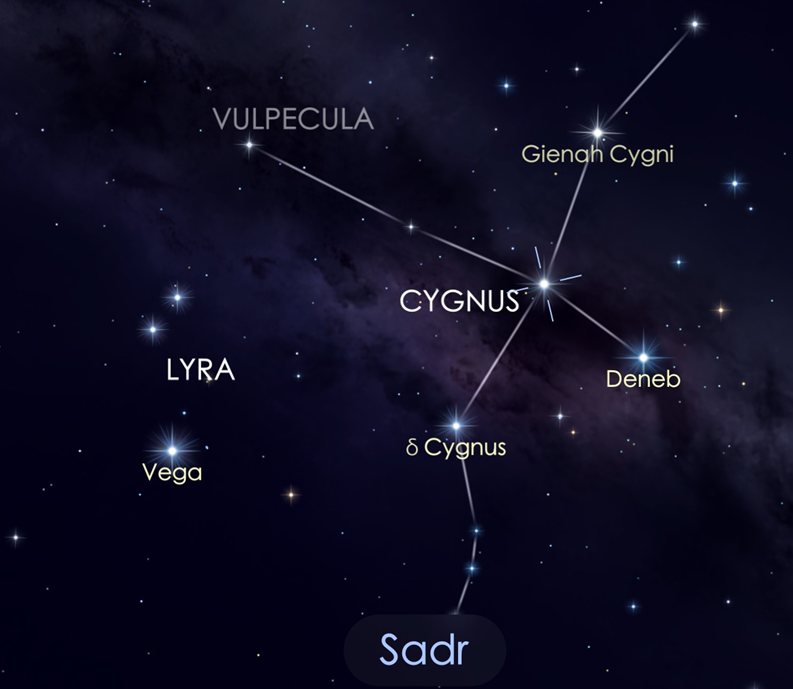 VULPECULA
Gienah Cygni
CYGNUS
LYRA
Deneb
δ Cygnus
Vega
Sadr